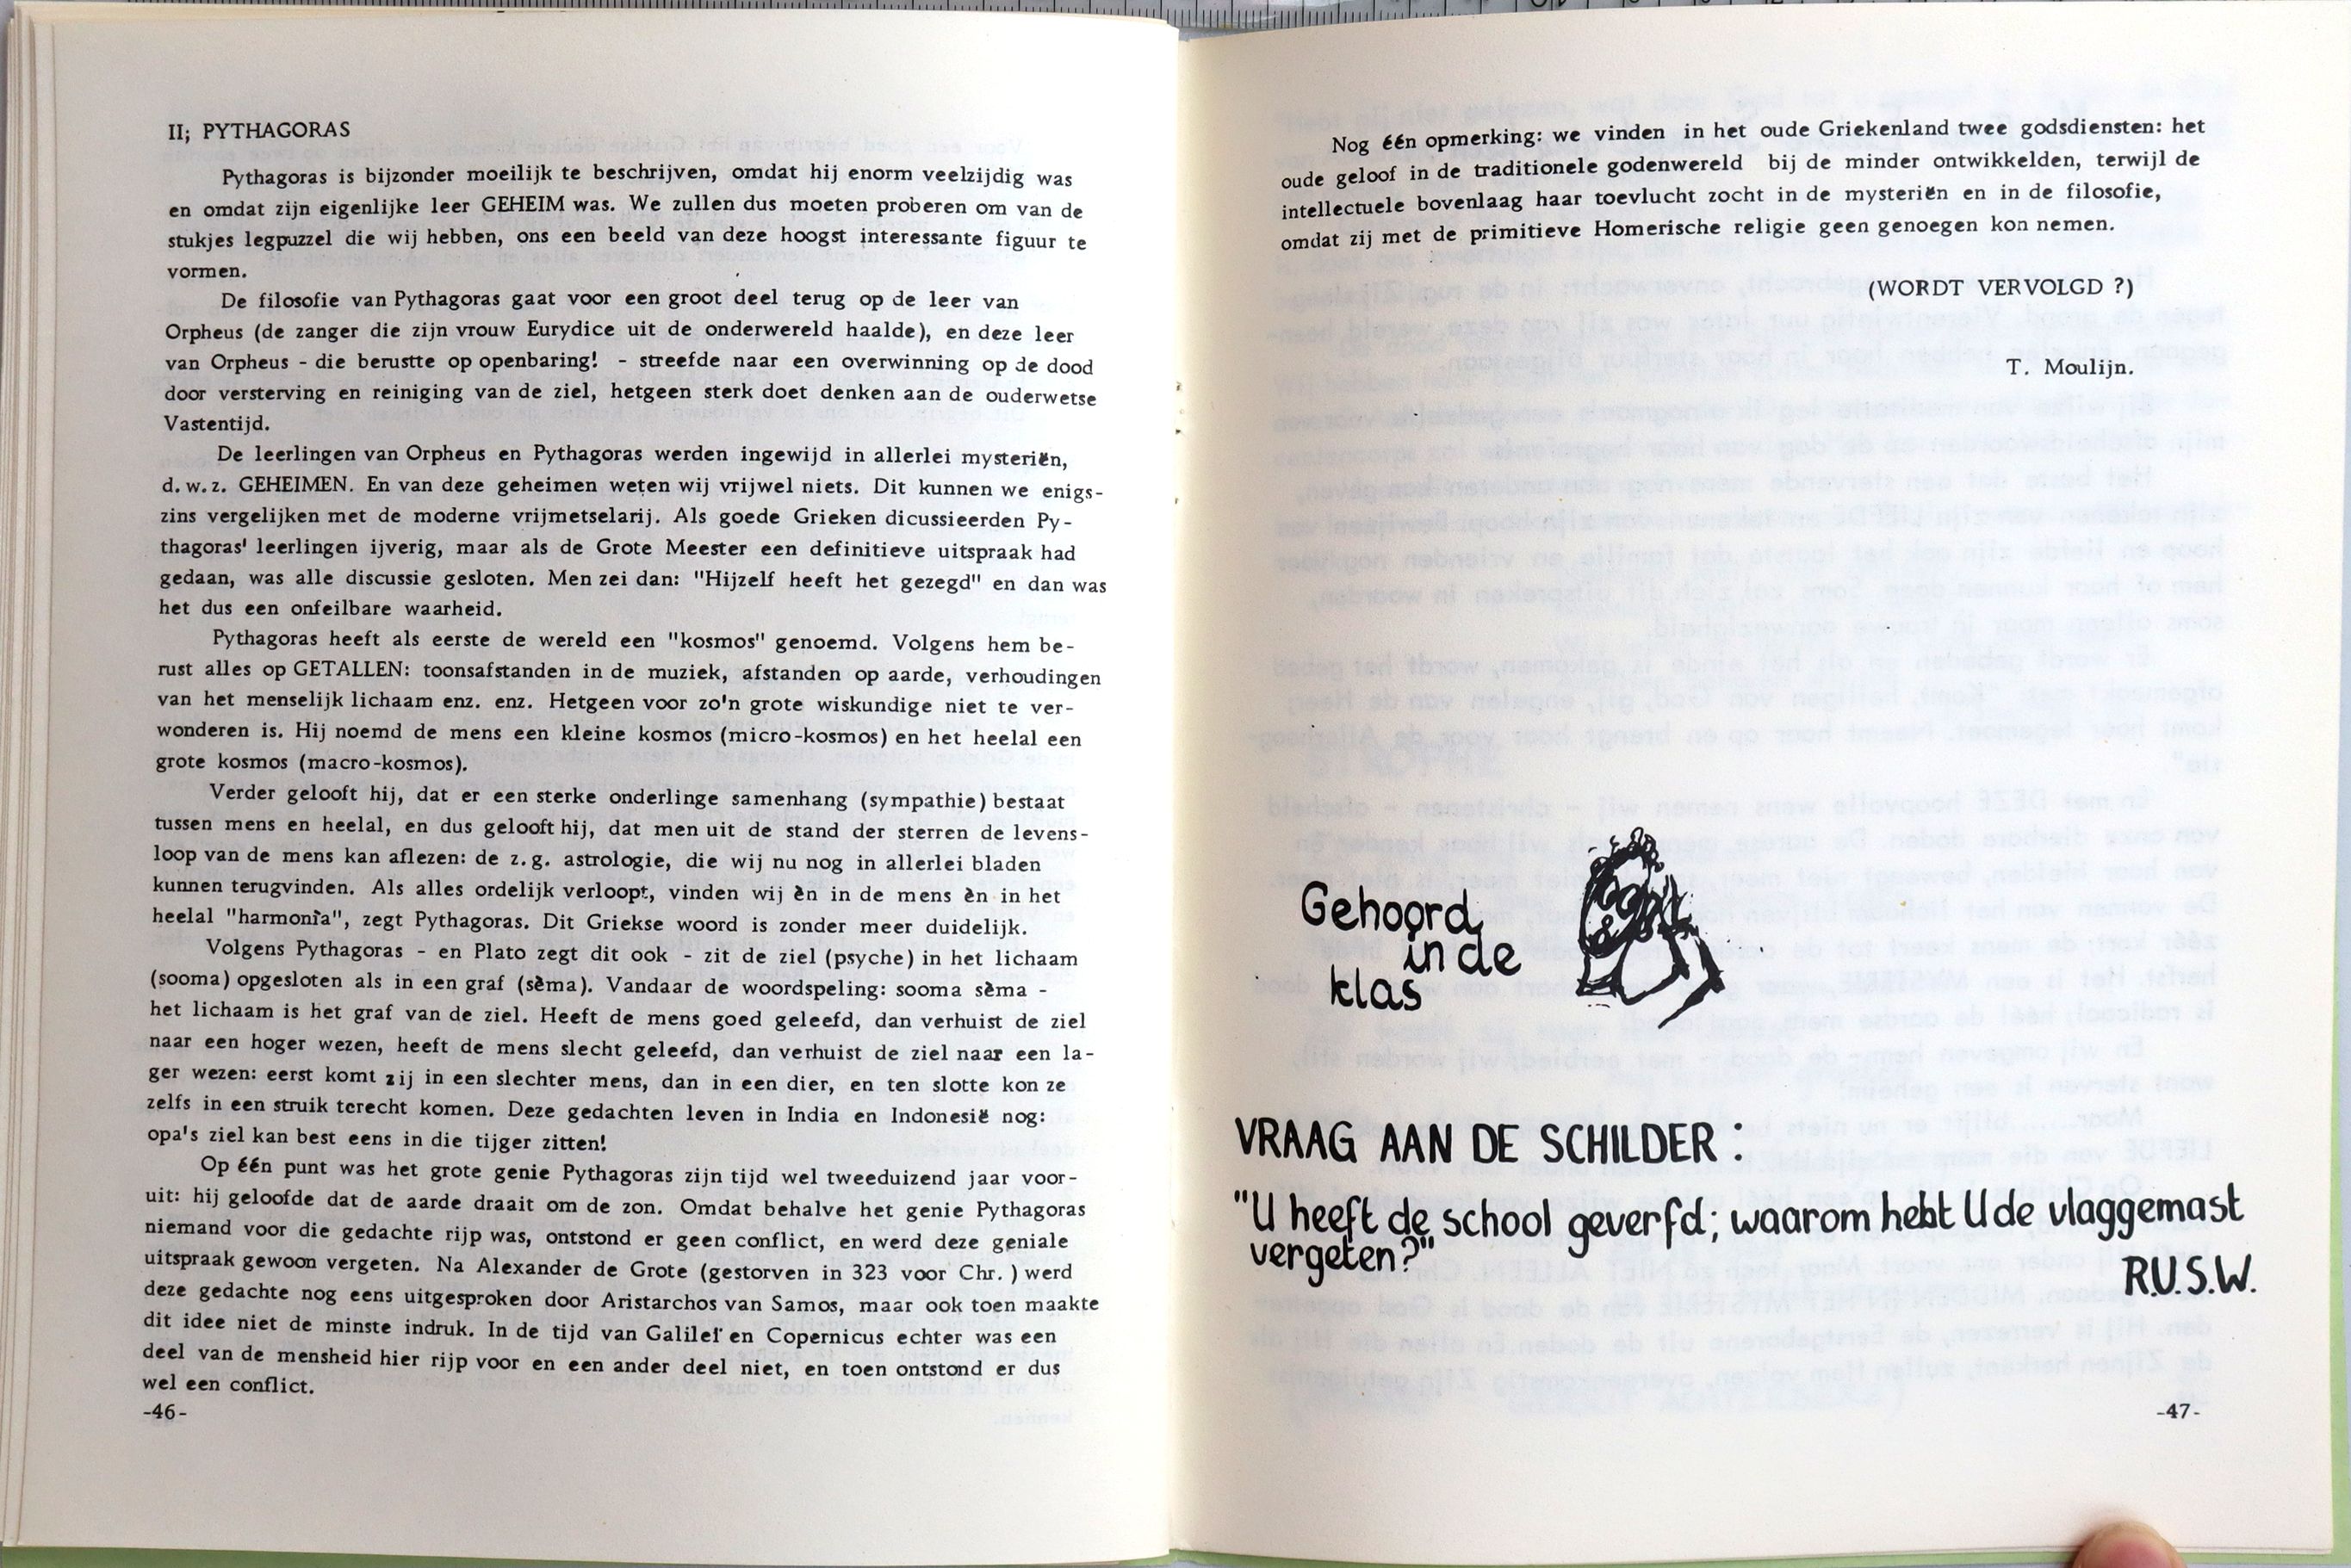 II; PYTHAGORAS
Pythagoras is bijzonder moeilijk te beschrijven, omdat hij enorm veelzijdig was
en omdat zijn eigenlijke leer GEHEIM was. We zullen dus moeten proberen om van de
stukjes legpuzzel die wij hebben, ons een beeld van deze hoogst interessante figuur te
vormen.
De filosofie van Pythagoras gaat voor een groot deel terug op de leer van
Orpheus (de zanger die zijn vrouw Eurydice uit de onderwereld haalde), en deze leer
van Orpheus - die berustte op openbaring! - streefde naar een overwinning op de dood
door versterving en reiniging van de ziel, hetgeen sterk doet denken aan de ouderwetse
Vastentijd.
De leerlingen van Orpheus en Pythagoras werden ingewijd in allerlei mysteriën,
d.w.z. GEHEIMEN. En van deze geheimen weten wij vrijwel niets. Dit kunnen we enigs-
zins vergelijken met de moderne vrijmetselarij. Als goede Grieken dicussieerden Py-
thagoras' leerlingen ijverig, maar als de Grote Meester een definitieve uitspraak had
gedaan, was alle discussie gesloten. Men zei dan: "Hijzelf heeft het gezegd" en dan was
het dus een onfeilbare waarheid.
Pythagoras heeft als eerste de wereld een "kosmos" genoemd. Volgens hem be-
rust alles op GETALLEN: toonsafstanden in de muziek, afstanden op aarde, verhoudingen
van het menselijk lichaam enz. enz. Hetgeen voor zo'n grote wiskundige niet te ver-
wonderen is. Hij noemd de mens een kleine kosmos (micro-kosmos) en het heelal een
grote kosmos (macro-kosmos).
Verder gelooft hij, dat er een sterke onderlinge samenhang (sympathie) bestaat
tussen mens en heelal, en dus gelooft hij, dat men uit de stand der sterren de levens-
loop van de mens kan aflezen: de z.g. astrologie, die wij nu nog in allerlei bladen
kunnen terugvinden. Als alles ordelijk verloopt, vinden wij èn in de mens èn in het
heelal "harmonia", zegt Pythagoras. Dit Griekse woord is zonder meer duidelijk.
Volgens Pythagoras - en Plato zegt dit ook - zit de ziel (psyche) in het lichaam
(sooma) opgesloten als in een graf (sèma). Vandaar de woordspeling: sooma sèma -
het lichaam is het graf van de ziel. Heeft de mens goed geleefd, dan verhuist de ziel
naar een hoger wezen, heeft de mens slecht geleefd, dan verhuist de ziel naar een la-
ger wezen: eerst komt zij in een slechter mens, dan in een dier, en ten slotte kon ze
zelfs in een struik terecht komen. Deze gedachten leven in India en Indonesië nog:
opa's ziel kan best eens in die tijger zitten!
Op één punt was het grote genie Pythagoras zijn tijd wel tweeduizend jaar voor-
uit: hij geloofde dat de aarde draait om de zon. Omdat behalve het genie Pythagoras
niemand voor die gedachte rijp was, ontstond er geen conflict, en werd deze geniale
uitspraak gewoon vergeten. Na Alexander de Grote (gestorven in 323 voor Chr. ) werd
deze gedachte nog eens uitgesproken door Aristarchos van Samos, maar ook toen maakte
dit idee niet de minste indruk. In de tijd van Galileï en Copernicus echter was een
deel van de mensheid hier rijp voor en een ander deel niet, en toen ontstond er dus
wel een conflict.
-46-
Nog één opmerking: we vinden in het oude Griekenland twee godsdiensten: het
oude geloof in de traditionele godenwereld bij de minder ontwikkelden, terwijl de
intellectuele bovenlaag haar toevlucht zocht in de mysteriën en in de filosofie,
omdat zij met de primitieve Homerische religie geen genoegen kon nemen.
(WORDT VERVOLGD ?)
T. Moulijn.
Gehoord
in de
klas
VRAAG AAN DE SCHILDER :
"U heeft de school geverfd; waarom hebt U de vlaggemast
vergeten?"
R.U.S.W.
-47-